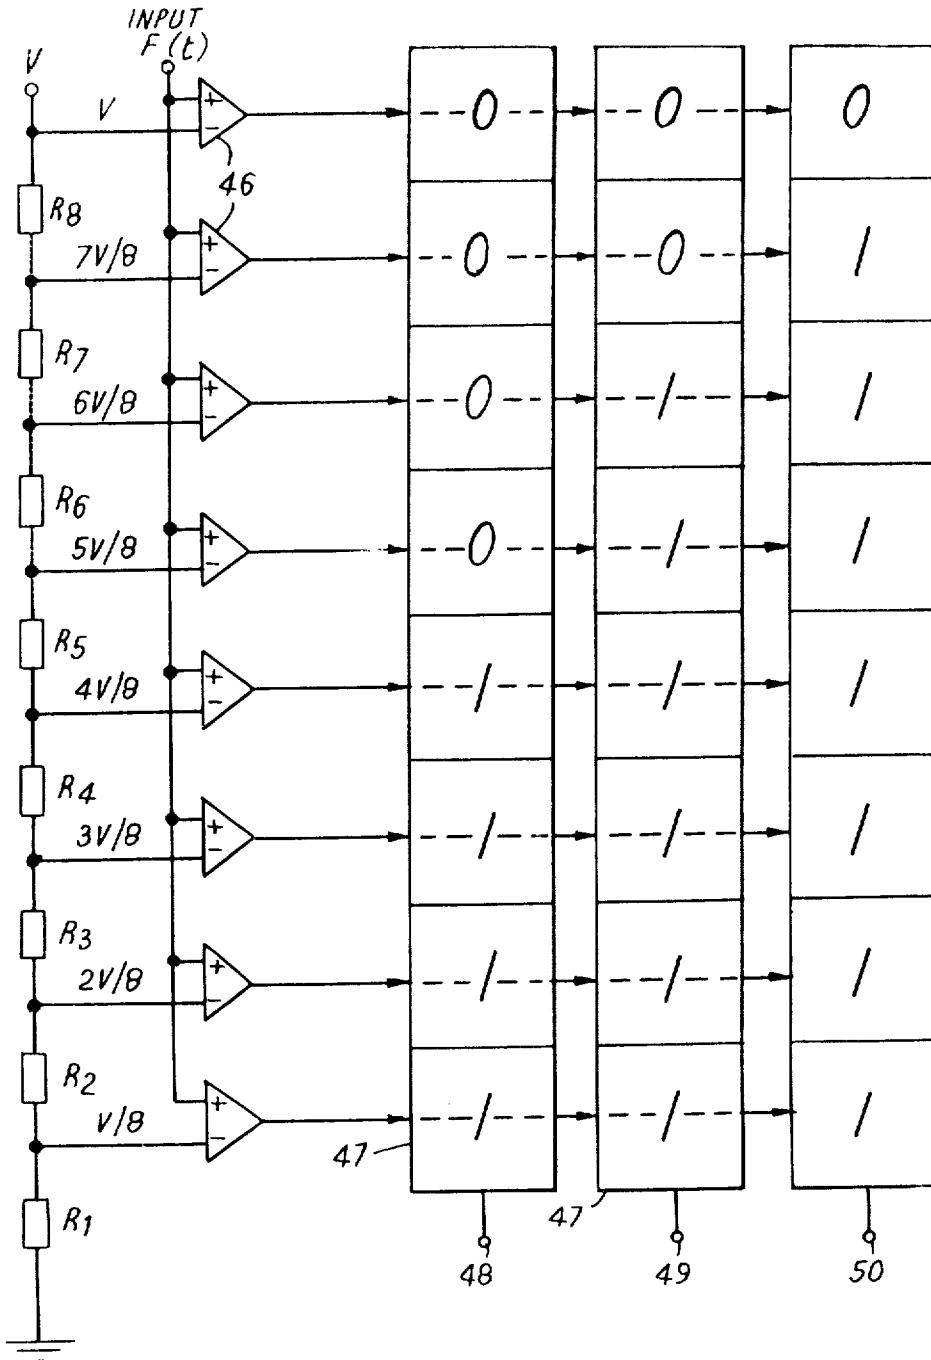 INPUT
F(t)
V
V
+
−
46
0 0 0
R8
7V/8
+
−
0 0 1
R7
6V/8
+
−
0 1 1
R6
5V/8
+
−
0 1 1
R5
4V/8
+
−
1 1 1
R4
3V/8
+
−
1 1 1
R3
2V/8
+
−
1 1 1
R2
V/8
+
−
1 1 1
47
R1
47
48 49 50